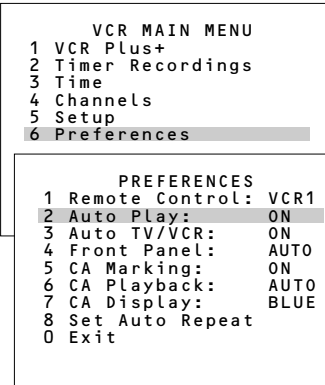 VCR MAIN MENU
1 VCR Plus+
2 Timer Recordings
3 Time
4 Channels
5 Setup
6 Preferences
PREFERENCES
1 Remote Control: VCR1
2 Auto Play: ON
3 Auto TV/VCR: ON
4 Front Panel: AUTO
5 CA Marking: ON
6 CA Playback: AUTO
7 CA Display: BLUE
8 Set Auto Repeat
0 Exit